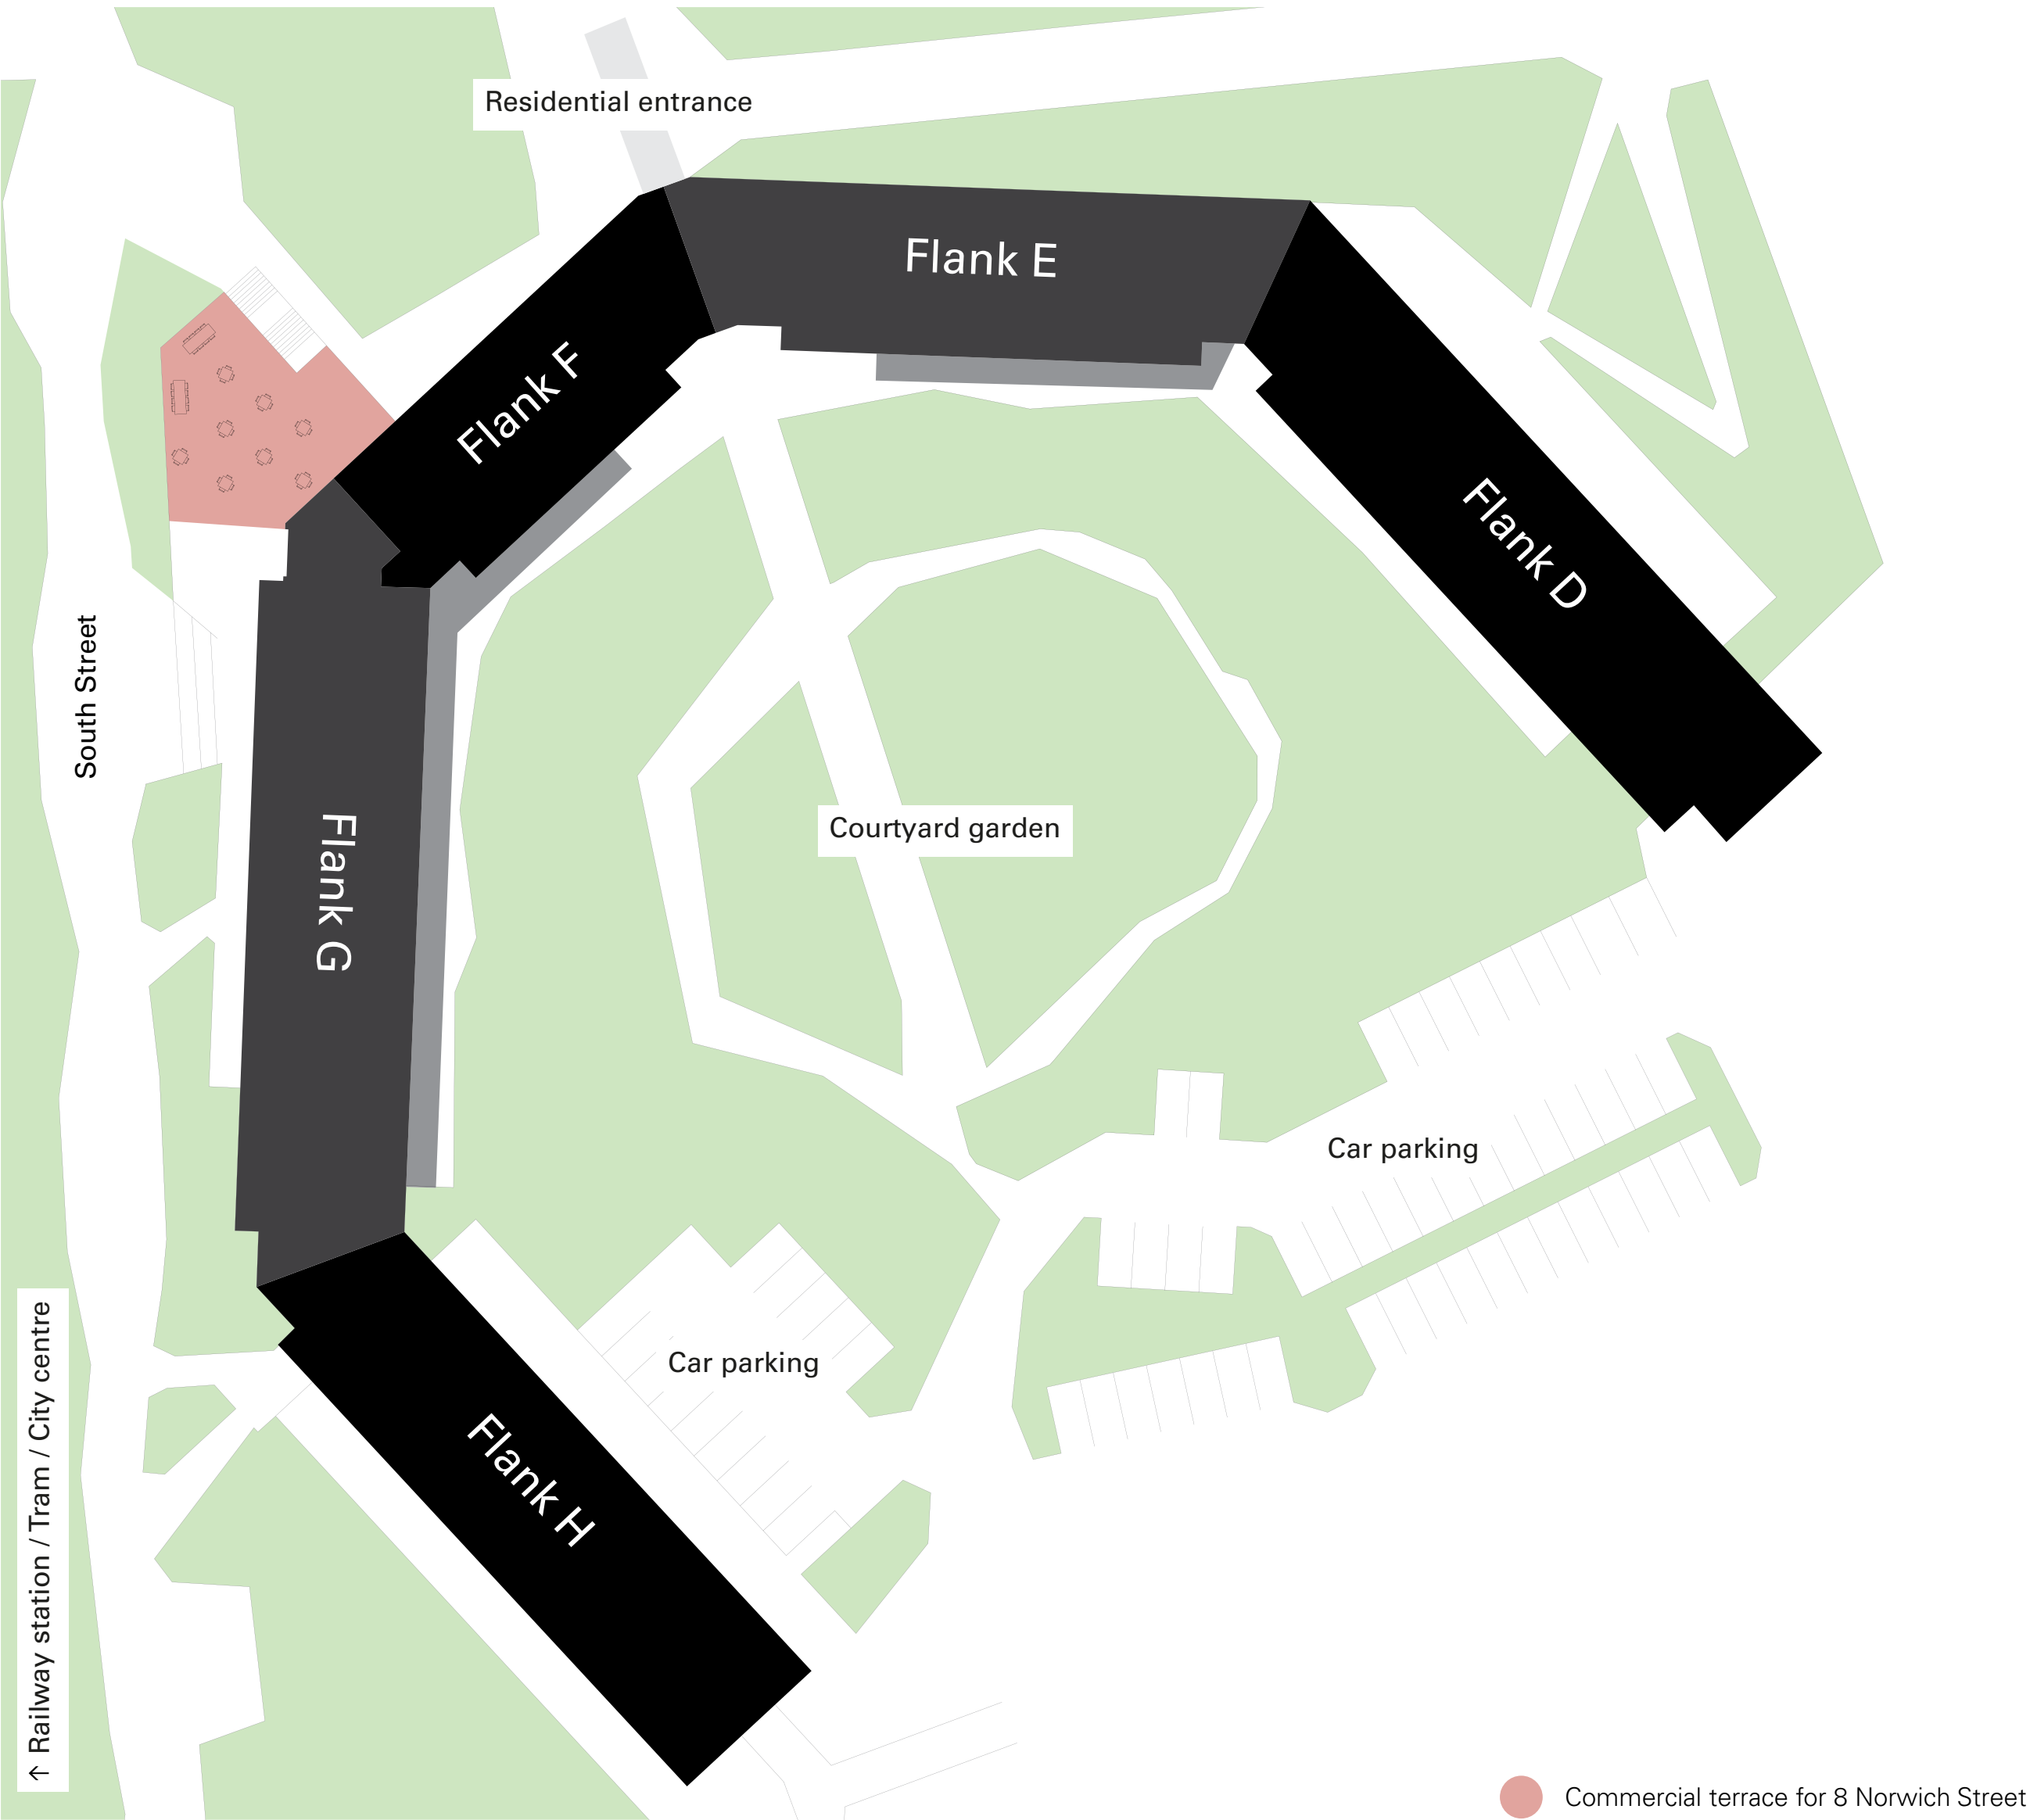 Residential entrance
Flank E
Flank F
Flank D
South Street
Courtyard garden
Flank G
Car parking
Car parking
Flank H
↑ Railway station / Tram / City centre
Commercial terrace for 8 Norwich Street